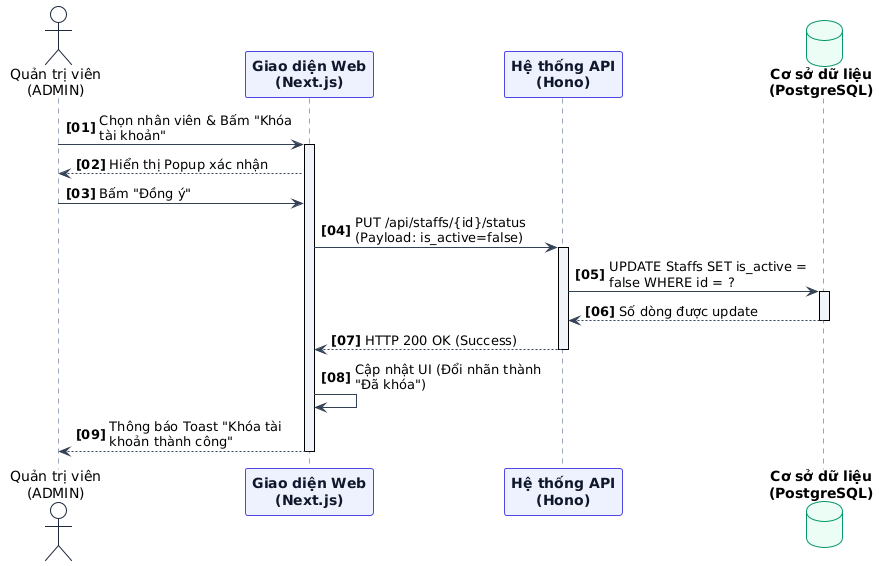 Quản trị viên
(ADMIN)
Giao diện Web
(Next.js)
Hệ thống API
(Hono)
Cơ sở dữ liệu
(PostgreSQL)
[01] Chọn nhân viên & Bấm "Khóa
tài khoản"
[02] Hiển thị Popup xác nhận
[03] Bấm "Đồng ý"
[04] PUT /api/staffs/{id}/status
(Payload: is_active=false)
[05] UPDATE Staffs SET is_active =
false WHERE id = ?
[06] Số dòng được update
[07] HTTP 200 OK (Success)
[08] Cập nhật UI (Đổi nhãn thành
"Đã khóa")
[09] Thông báo Toast "Khóa tài
khoản thành công"
Quản trị viên
(ADMIN)
Giao diện Web
(Next.js)
Hệ thống API
(Hono)
Cơ sở dữ liệu
(PostgreSQL)